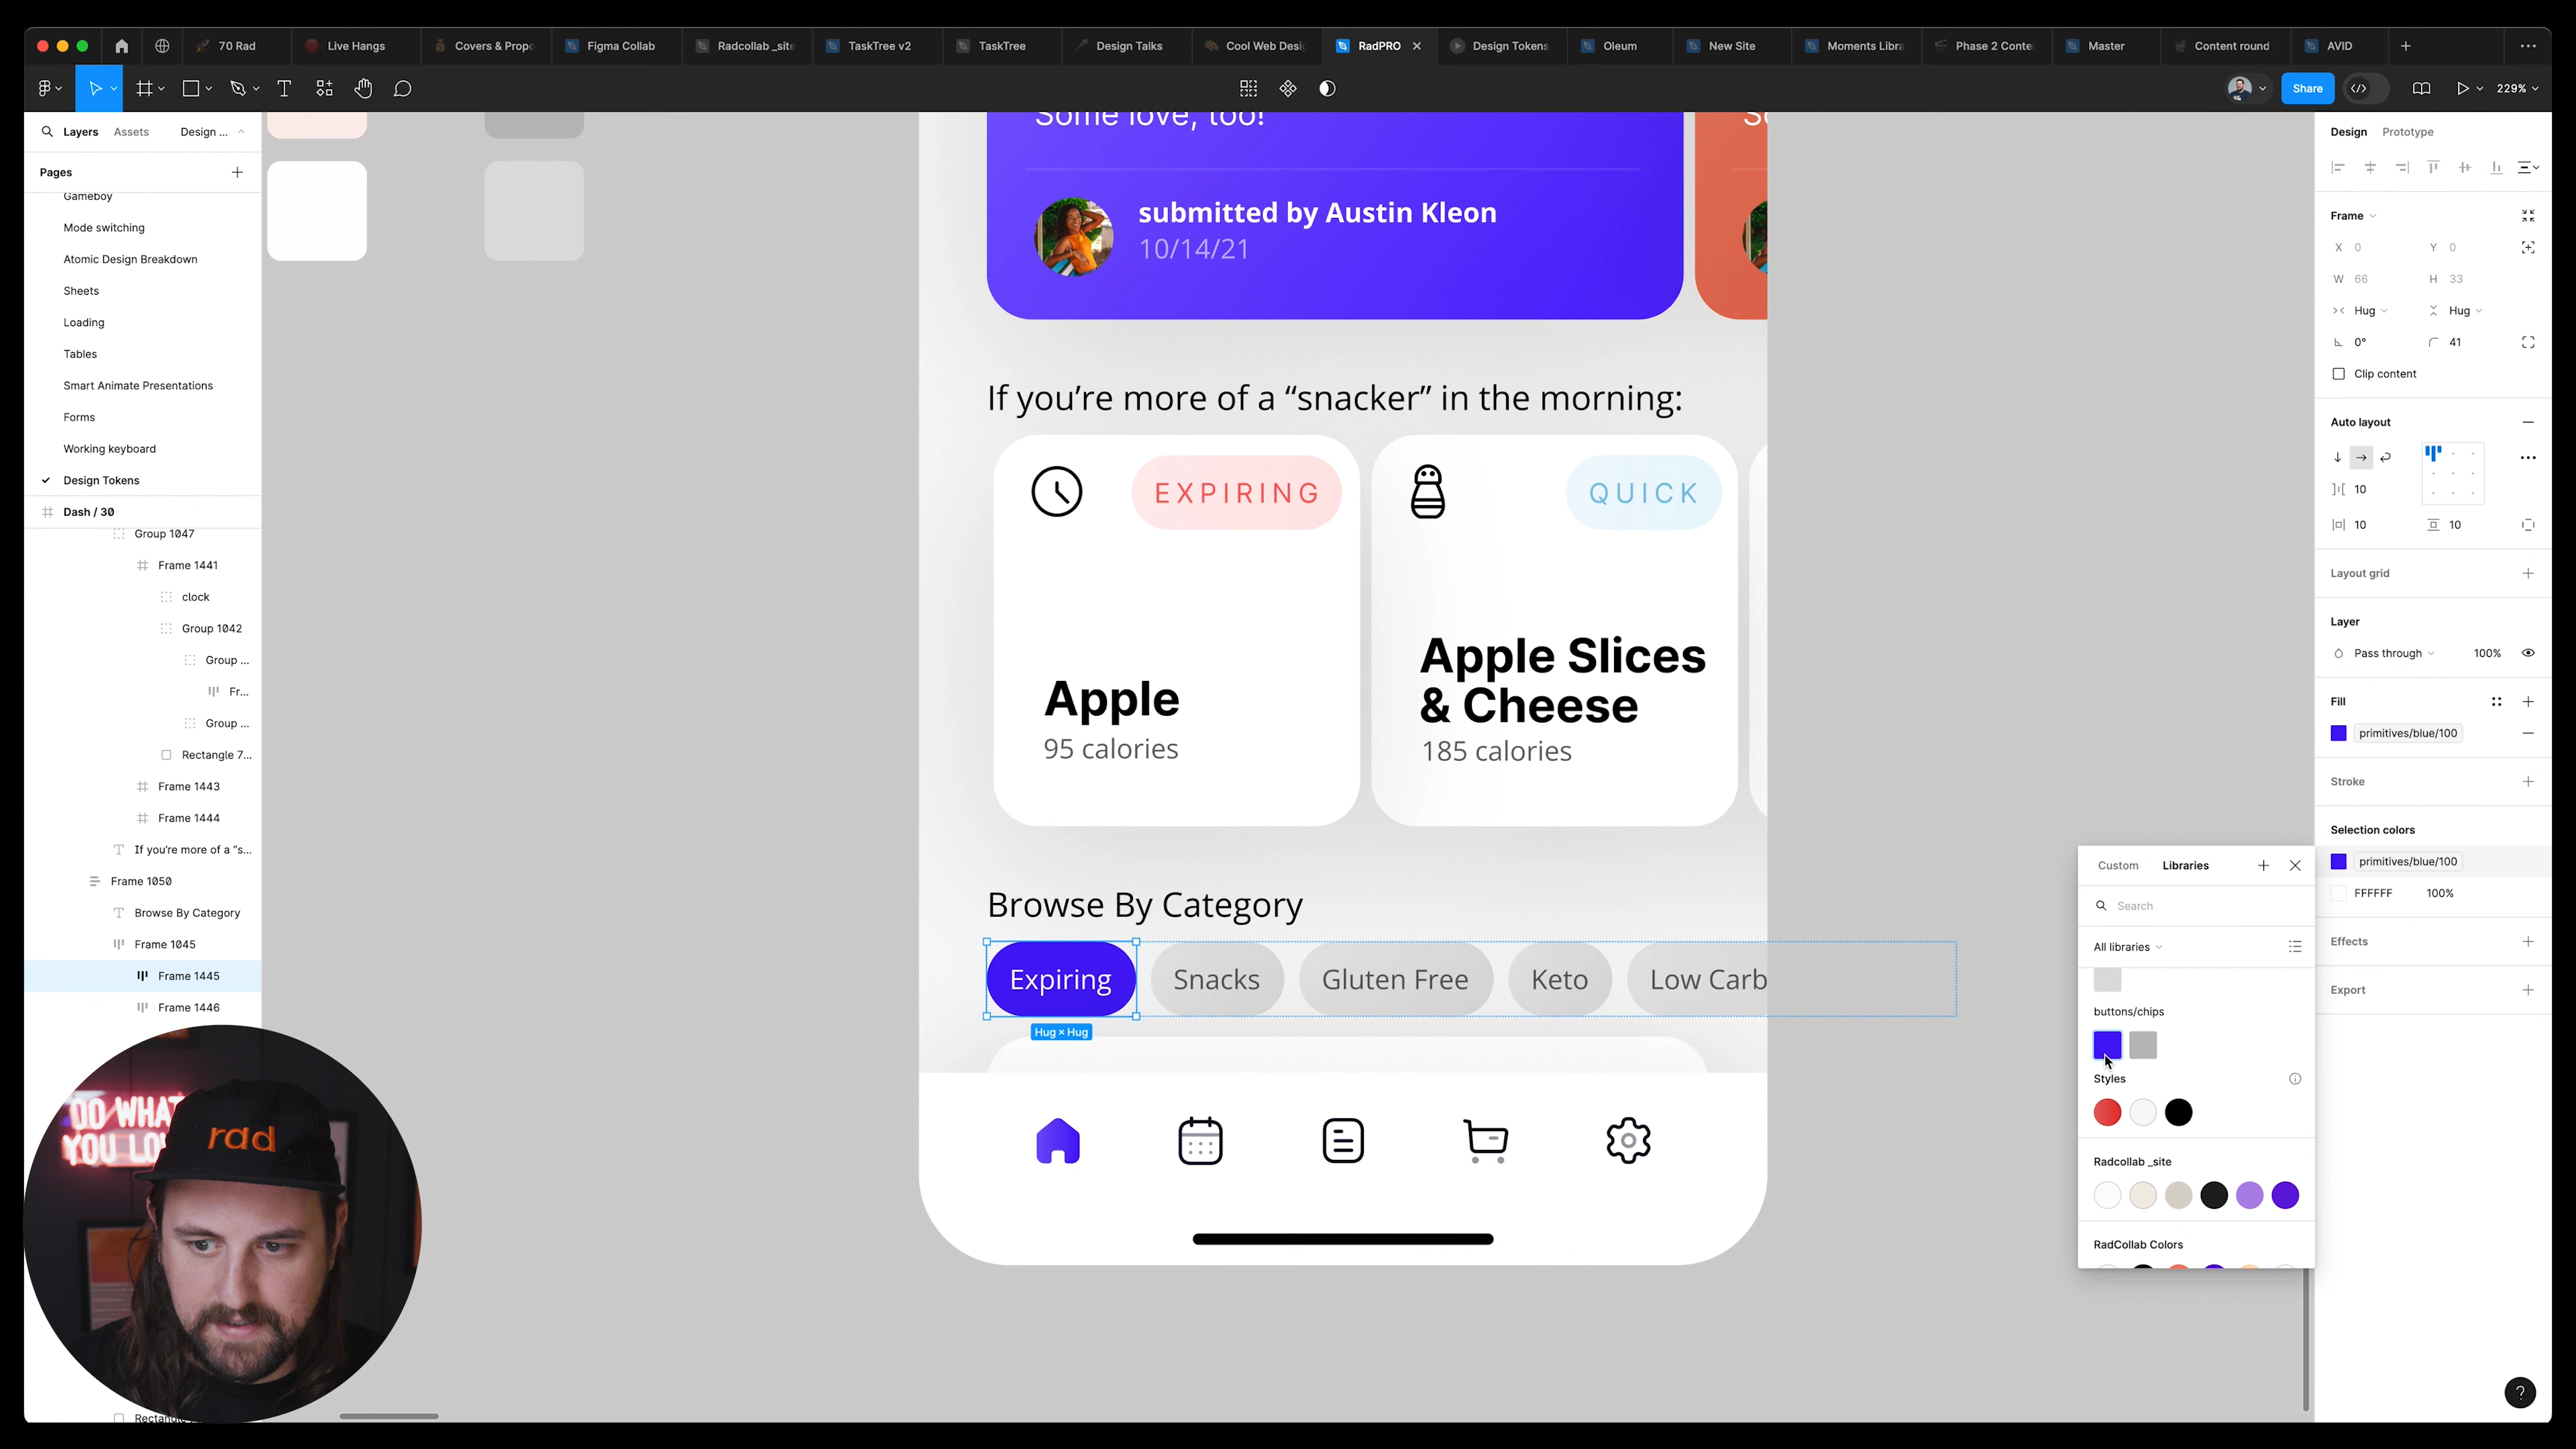 70 Rad
Live Hangs
Covers & Propo
Figma Collab
Radcollab _site
TaskTree v2
TaskTree
Design Talks
Cool Web Desi
RadPRO
Design Tokens
Oleum
New Site
Moments Libra
Phase 2 Conte
Master
Content round
AVID
Share
229%
Layers
Assets
Design ...
Pages
Gameboy
Mode switching
Atomic Design Breakdown
Sheets
Loading
Tables
Smart Animate Presentations
Forms
Working keyboard
Design Tokens
Dash / 30
Group 1047
Frame 1441
clock
Group 1042
Group ...
Fr...
Group ...
Rectangle 7...
Frame 1443
Frame 1444
If you're more of a "s...
Frame 1050
Browse By Category
Frame 1045
Frame 1445
Frame 1446
DO WHA
YOU LO
rad
Some love, too!
submitted by Austin Kleon
10/14/21
If you’re more of a “snacker” in the morning:
EXPIRING
Apple
95 calories
QUICK
Apple Slices
& Cheese
185 calories
Browse By Category
Expiring
Snacks
Gluten Free
Keto
Low Carb
Hug × Hug
Custom
Libraries
Search
All libraries
buttons/chips
Styles
Radcollab _site
RadCollab Colors
Design
Prototype
Frame
X 0
Y 0
W 66
H 33
Hug
Hug
0°
41
Clip content
Auto layout
10
10
10
Layout grid
Layer
Pass through
100%
Fill
primitives/blue/100
Stroke
Selection colors
primitives/blue/100
FFFFFF
100%
Effects
Export
?